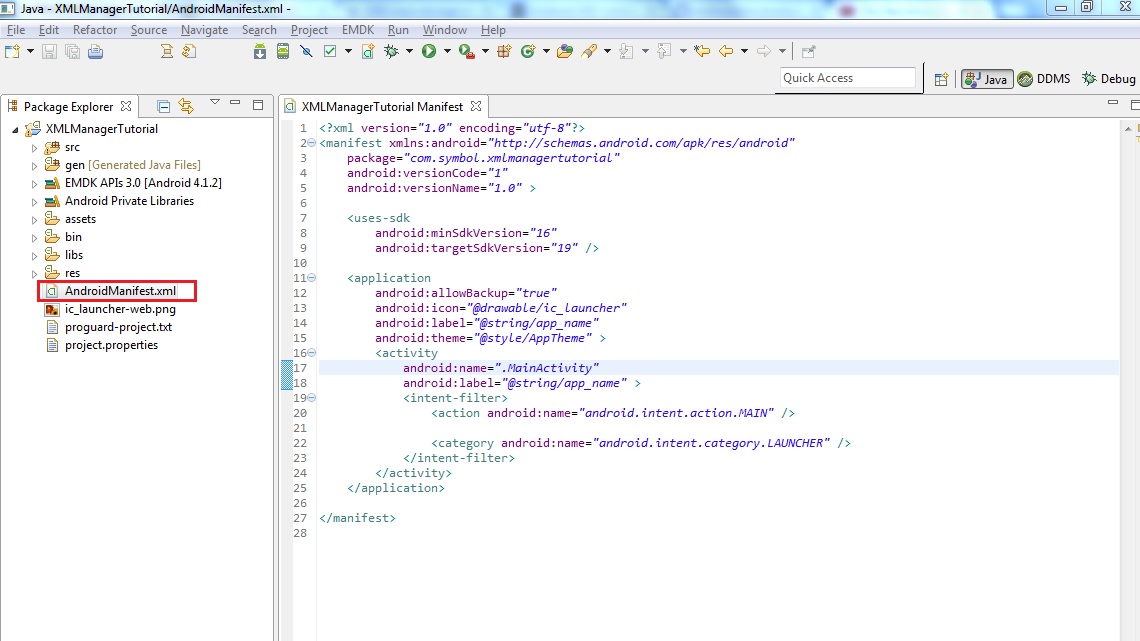 Java - XMLManagerTutorial/AndroidManifest.xml -
File Edit Refactor Source Navigate Search Project EMDK Run Window Help
Quick Access
Java DDMS Debug
Package Explorer
XMLManagerTutorial
src
gen [Generated Java Files]
EMDK APIs 3.0 [Android 4.1.2]
Android Private Libraries
assets
bin
libs
res
AndroidManifest.xml
ic_launcher-web.png
proguard-project.txt
project.properties
XMLManagerTutorial Manifest
1 <?xml version="1.0" encoding="utf-8"?>
2 <manifest xmlns:android="http://schemas.android.com/apk/res/android"
3     package="com.symbol.xmlmanagertutorial"
4     android:versionCode="1"
5     android:versionName="1.0" >
6
7     <uses-sdk
8         android:minSdkVersion="16"
9         android:targetSdkVersion="19" />
10
11     <application
12         android:allowBackup="true"
13         android:icon="@drawable/ic_launcher"
14         android:label="@string/app_name"
15         android:theme="@style/AppTheme" >
16         <activity
17             android:name=".MainActivity"
18             android:label="@string/app_name" >
19             <intent-filter>
20                 <action android:name="android.intent.action.MAIN" />
21
22                 <category android:name="android.intent.category.LAUNCHER" />
23             </intent-filter>
24         </activity>
25     </application>
26
27 </manifest>
28